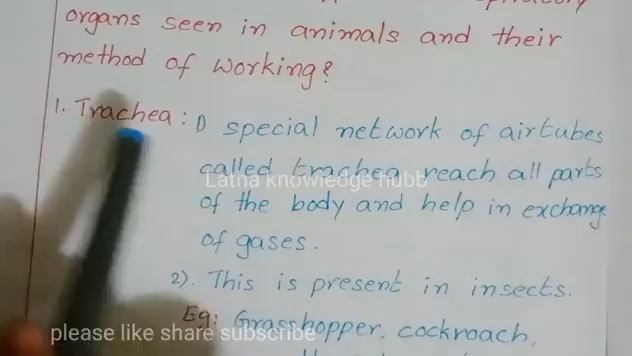 organs seen in animals and their
method of working?
1. Trachea: 1) special network of airtubes
called trachea reach all parts
Latha knowledge hubb
of the body and help in exchange
of gases.
2). This is present in insects.
Eg: Grasshopper, cockroach,
please like share subscribe